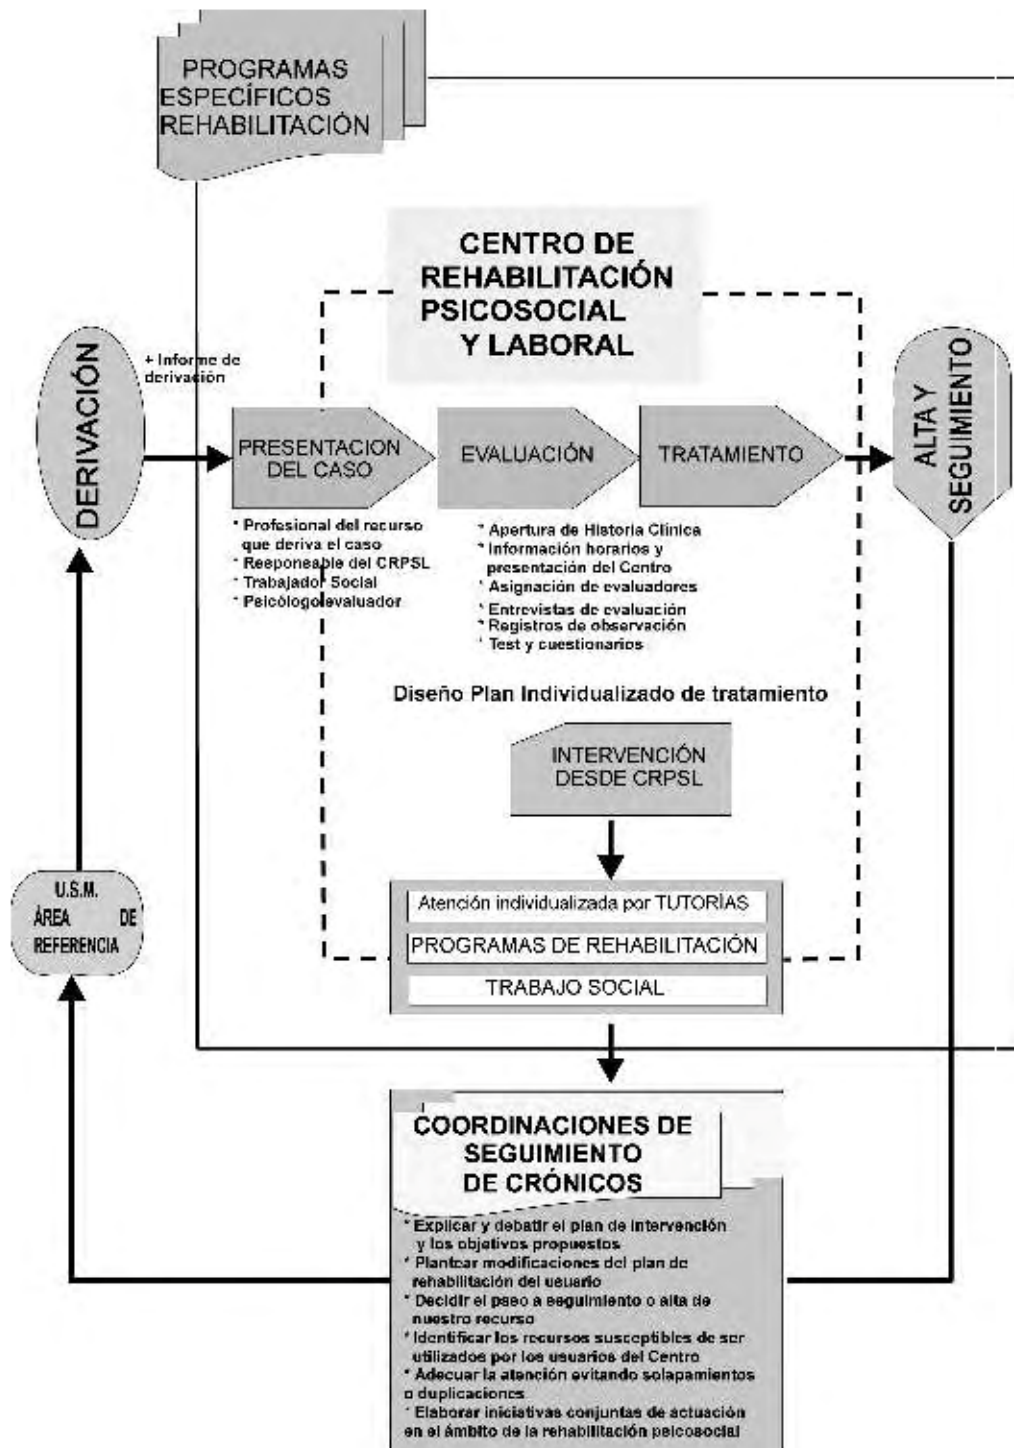 PROGRAMAS
ESPECÍFICOS
REHABILITACIÓN
CENTRO DE
REHABILITACIÓN
PSICOSOCIAL
Y LABORAL
DERIVACIÓN
+ Informe de
derivación
PRESENTACION
DEL CASO
EVALUACIÓN
TRATAMIENTO
ALTA Y
SEGUIMIENTO
* Profesional del recurso
que deriva el caso
* Responsable del CRPSL
* Trabajador Social
* Psicólogo evaluador
* Apertura de Historia Clínica
* Información horarios y
presentación del Centro
* Asignación de evaluadores
* Entrevistas de evaluación
* Registros de observación
* Test y cuestionarios
Diseño Plan Individualizado de tratamiento
INTERVENCIÓN
DESDE CRPSL
U.S.M.
ÁREA DE
REFERENCIA
Atención individualizada por TUTORÍAS
PROGRAMAS DE REHABILITACIÓN
TRABAJO SOCIAL
COORDINACIONES DE
SEGUIMIENTO
DE CRÓNICOS
* Explicar y debatir el plan de intervención
y los objetivos propuestos
* Plantear modificaciones del plan de
rehabilitación del usuario
* Decidir el paso a seguimiento o alta de
nuestro recurso
* Identificar los recursos susceptibles de ser
utilizados por los usuarios del Centro
* Adecuar la atención evitando solapamientos
o duplicaciones
* Elaborar iniciativas conjuntas de actuación
en el ámbito de la rehabilitación psicosocial